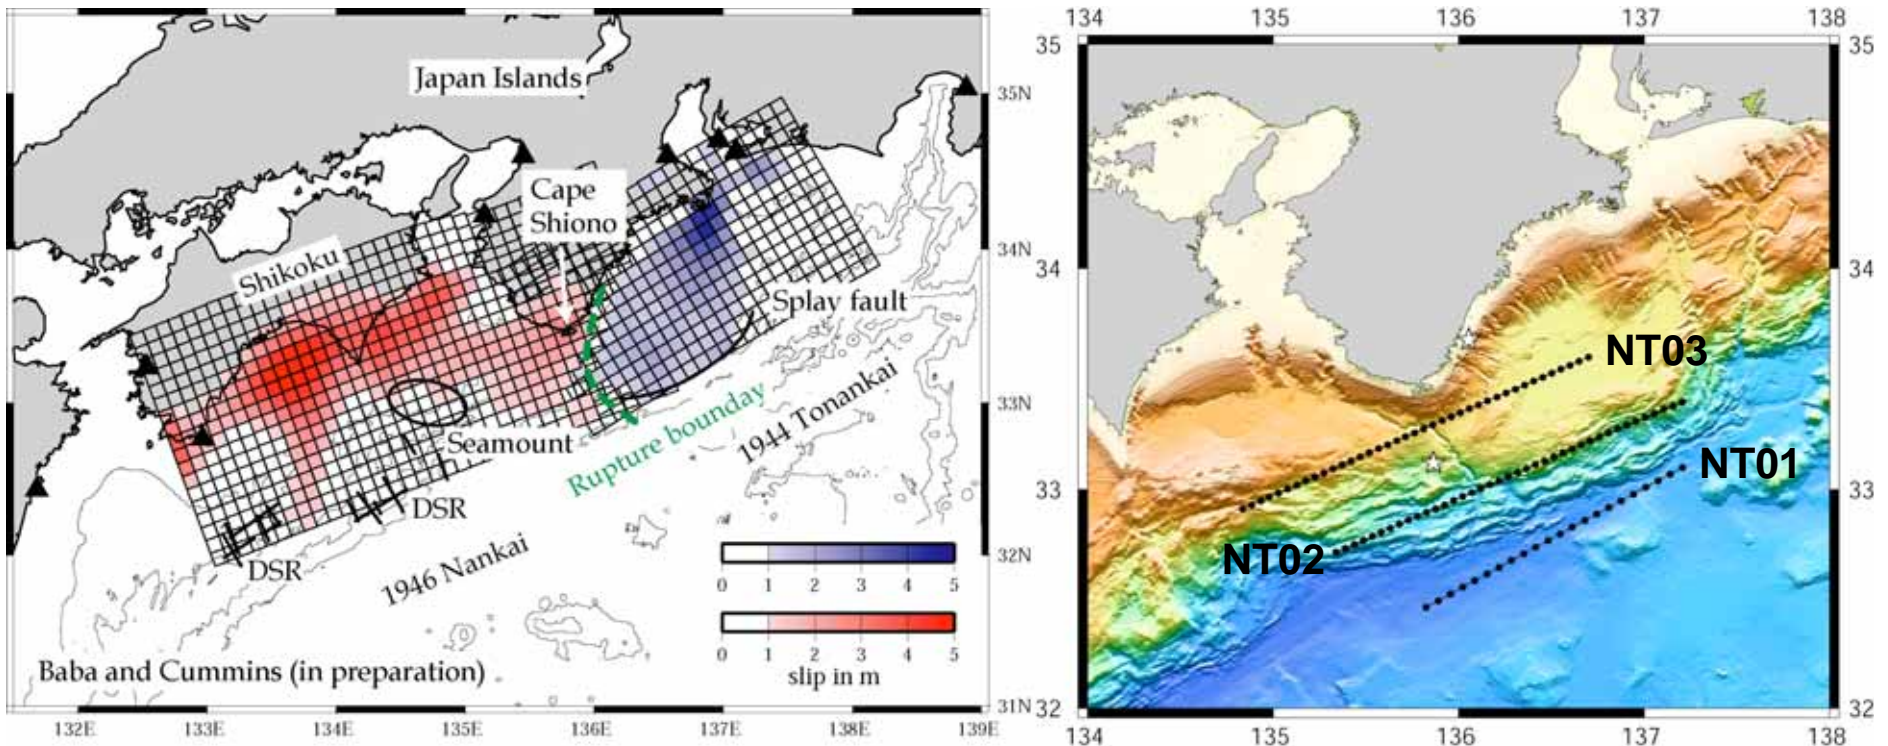 Japan Islands
35N
Cape
Shiono
34N
Shikoku
Splay fault
33N
Seamount
Rupture bounday
1944 Tonankai
DSR
DSR
1946 Nankai
32N
0 1 2 3 4 5
0 1 2 3 4 5
slip in m
Baba and Cummins (in preparation)
31N
132E 133E 134E 135E 136E 137E 138E 139E
134 135 136 137 138
35 35
34 34
NT03
NT01
33 33
NT02
32 32
134 135 136 137 138